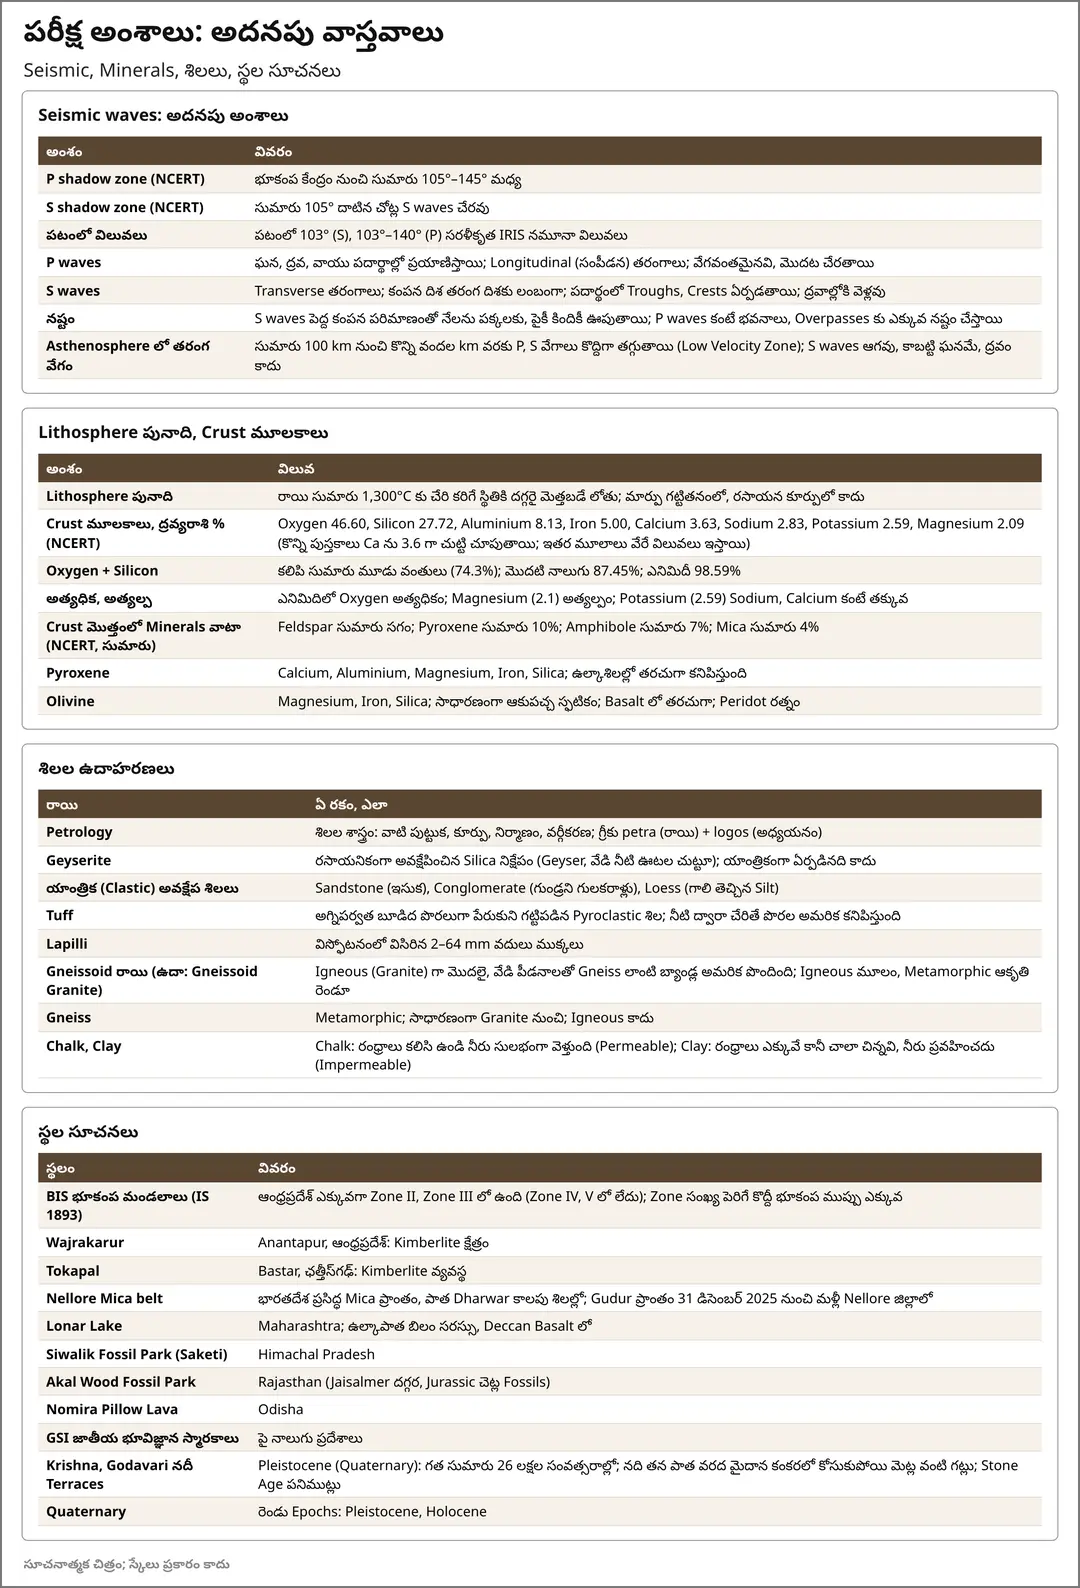 పరీక్ష అంశాలు: అదనపు వాస్తవాలు
Seismic, Minerals, శిలలు, స్థల సూచనలు
Seismic waves: అదనపు అంశాలు
అంశం వివరం
P shadow zone (NCERT) భూకంప కేంద్రం నుంచి సుమారు 105°–145° మధ్య
S shadow zone (NCERT) సుమారు 105° దాటిన చోట్ల S waves చేరవు
పటంలో విలువలు పటంలో 103° (S), 103°–140° (P) సరళీకృత IRIS నమూనా విలువలు
P waves ఘన, ద్రవ, వాయు పదార్థాల్లో ప్రయాణిస్తాయి; Longitudinal (సంపీడన) తరంగాలు; వేగవంతమైనవి, మొదట చేరతాయి
S waves Transverse తరంగాలు; కంపన దిశ తరంగ దిశకు లంబంగా; పదార్థంలో Troughs, Crests ఏర్పడతాయి; ద్రవాల్లోకి వెళ్లవు
నష్టం S waves పెద్ద కంపన పరిమాణంతో నేలను పక్కలకు, పైకీ కిందికీ ఊపుతాయి; P waves కంటే భవనాలు, Overpasses కు ఎక్కువ నష్టం చేస్తాయి
Asthenosphere లో తరంగ సుమారు 100 km నుంచి కొన్ని వందల km వరకు P, S వేగాలు కొద్దిగా తగ్గుతాయి (Low Velocity Zone); S waves ఆగవు, కాబట్టి ఘనమే, ద్రవం
వేగం కాదు
Lithosphere పునాది, Crust మూలకాలు
అంశం విలువ
Lithosphere పునాది రాయి సుమారు 1,300°C కు చేరి కరిగే స్థితికి దగ్గరై మెత్తబడే లోతు; మార్పు గట్టితనంలో, రసాయన కూర్పులో కాదు
Crust మూలకాలు, ద్రవ్యరాశి % Oxygen 46.60, Silicon 27.72, Aluminium 8.13, Iron 5.00, Calcium 3.63, Sodium 2.83, Potassium 2.59, Magnesium 2.09
(NCERT) (కొన్ని పుస్తకాలు Ca ను 3.6 గా చుట్టి చూపుతాయి; ఇతర మూలాలు వేరే విలువలు ఇస్తాయి)
Oxygen + Silicon కలిపి సుమారు మూడు వంతులు (74.3%); మొదటి నాలుగు 87.45%; ఎనిమిదీ 98.59%
అత్యధిక, అత్యల్ప ఎనిమిదిలో Oxygen అత్యధికం; Magnesium (2.1) అత్యల్పం; Potassium (2.59) Sodium, Calcium కంటే తక్కువ
Crust మొత్తంలో Minerals వాటా Feldspar సుమారు సగం; Pyroxene సుమారు 10%; Amphibole సుమారు 7%; Mica సుమారు 4%
(NCERT, సుమారు)
Pyroxene Calcium, Aluminium, Magnesium, Iron, Silica; ఉల్కాశిలల్లో తరచుగా కనిపిస్తుంది
Olivine Magnesium, Iron, Silica; సాధారణంగా ఆకుపచ్చ స్ఫటికం; Basalt లో తరచుగా; Peridot రత్నం
శిలల ఉదాహరణలు
రాయి ఏ రకం, ఎలా
Petrology శిలల శాస్త్రం: వాటి పుట్టుక, కూర్పు, నిర్మాణం, వర్గీకరణ; గ్రీకు petra (రాయి) + logos (అధ్యయనం)
Geyserite రసాయనికంగా అవక్షేపించిన Silica నిక్షేపం (Geyser, వేడి నీటి ఊటల చుట్టూ); యాంత్రికంగా ఏర్పడినది కాదు
యాంత్రిక (Clastic) అవక్షేప శిలలు Sandstone (ఇసుక), Conglomerate (గుండ్రని గులకరాళ్లు), Loess (గాలి తెచ్చిన Silt)
Tuff అగ్నిపర్వత బూడిద పొరలుగా పేరుకుని గట్టిపడిన Pyroclastic శిల; నీటి ద్వారా చేరితే పొరల అమరిక కనిపిస్తుంది
Lapilli విస్ఫోటనంలో విసిరిన 2–64 mm వదులు ముక్కలు
Gneissoid రాయి (ఉదా: Gneissoid Igneous (Granite) గా మొదలై, వేడి పీడనాలతో Gneiss లాంటి బ్యాండ్ల అమరిక పొందింది; Igneous మూలం, Metamorphic ఆకృతి
Granite) రెండూ
Gneiss Metamorphic; సాధారణంగా Granite నుంచి; Igneous కాదు
Chalk, Clay Chalk: రంధ్రాలు కలిసి ఉండి నీరు సులభంగా వెళ్తుంది (Permeable); Clay: రంధ్రాలు ఎక్కువే కానీ చాలా చిన్నవి, నీరు ప్రవహించదు
(Impermeable)
స్థల సూచనలు
స్థలం వివరం
BIS భూకంప మండలాలు (IS ఆంధ్రప్రదేశ్ ఎక్కువగా Zone II, Zone III లో ఉంది (Zone IV, V లో లేదు); Zone సంఖ్య పెరిగే కొద్దీ భూకంప ముప్పు ఎక్కువ
1893)
Wajrakarur Anantapur, ఆంధ్రప్రదేశ్: Kimberlite క్షేత్రం
Tokapal Bastar, ఛత్తీస్‌గఢ్: Kimberlite వ్యవస్థ
Nellore Mica belt భారతదేశ ప్రసిద్ధ Mica ప్రాంతం, పాత Dharwar కాలపు శిలల్లో; Gudur ప్రాంతం 31 డిసెంబర్ 2025 నుంచి మళ్లీ Nellore జిల్లాలో
Lonar Lake Maharashtra; ఉల్కాపాత బిలం సరస్సు, Deccan Basalt లో
Siwalik Fossil Park (Saketi) Himachal Pradesh
Akal Wood Fossil Park Rajasthan (Jaisalmer దగ్గర, Jurassic చెట్ల Fossils)
Nomira Pillow Lava Odisha
GSI జాతీయ భూవిజ్ఞాన స్మారకాలు పై నాలుగు ప్రదేశాలు
Krishna, Godavari నదీ Pleistocene (Quaternary): గత సుమారు 26 లక్షల సంవత్సరాల్లో; నది తన పాత వరద మైదాన కంకరలో కోసుకుపోయి మెట్ల వంటి గట్లు; Stone
Terraces Age పనిముట్లు
Quaternary రెండు Epochs: Pleistocene, Holocene
సూచనాత్మక చిత్రం; స్కేలు ప్రకారం కాదు